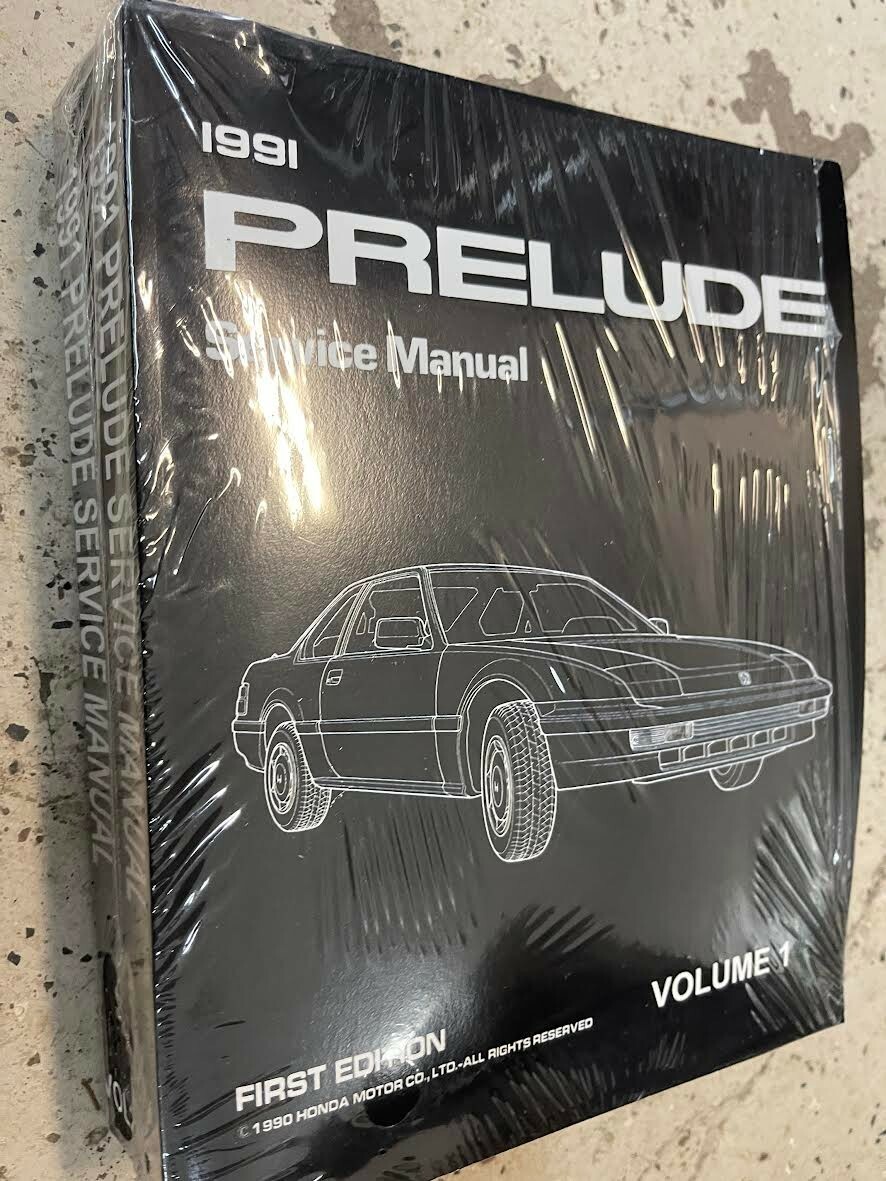 1991
PRELUDE
Service Manual
VOLUME 1
FIRST EDITION
© 1990 HONDA MOTOR CO., LTD.-ALL RIGHTS RESERVED
1991 PRELUDE SERVICE MANUAL
1991 PRELUDE SERVICE MANUAL